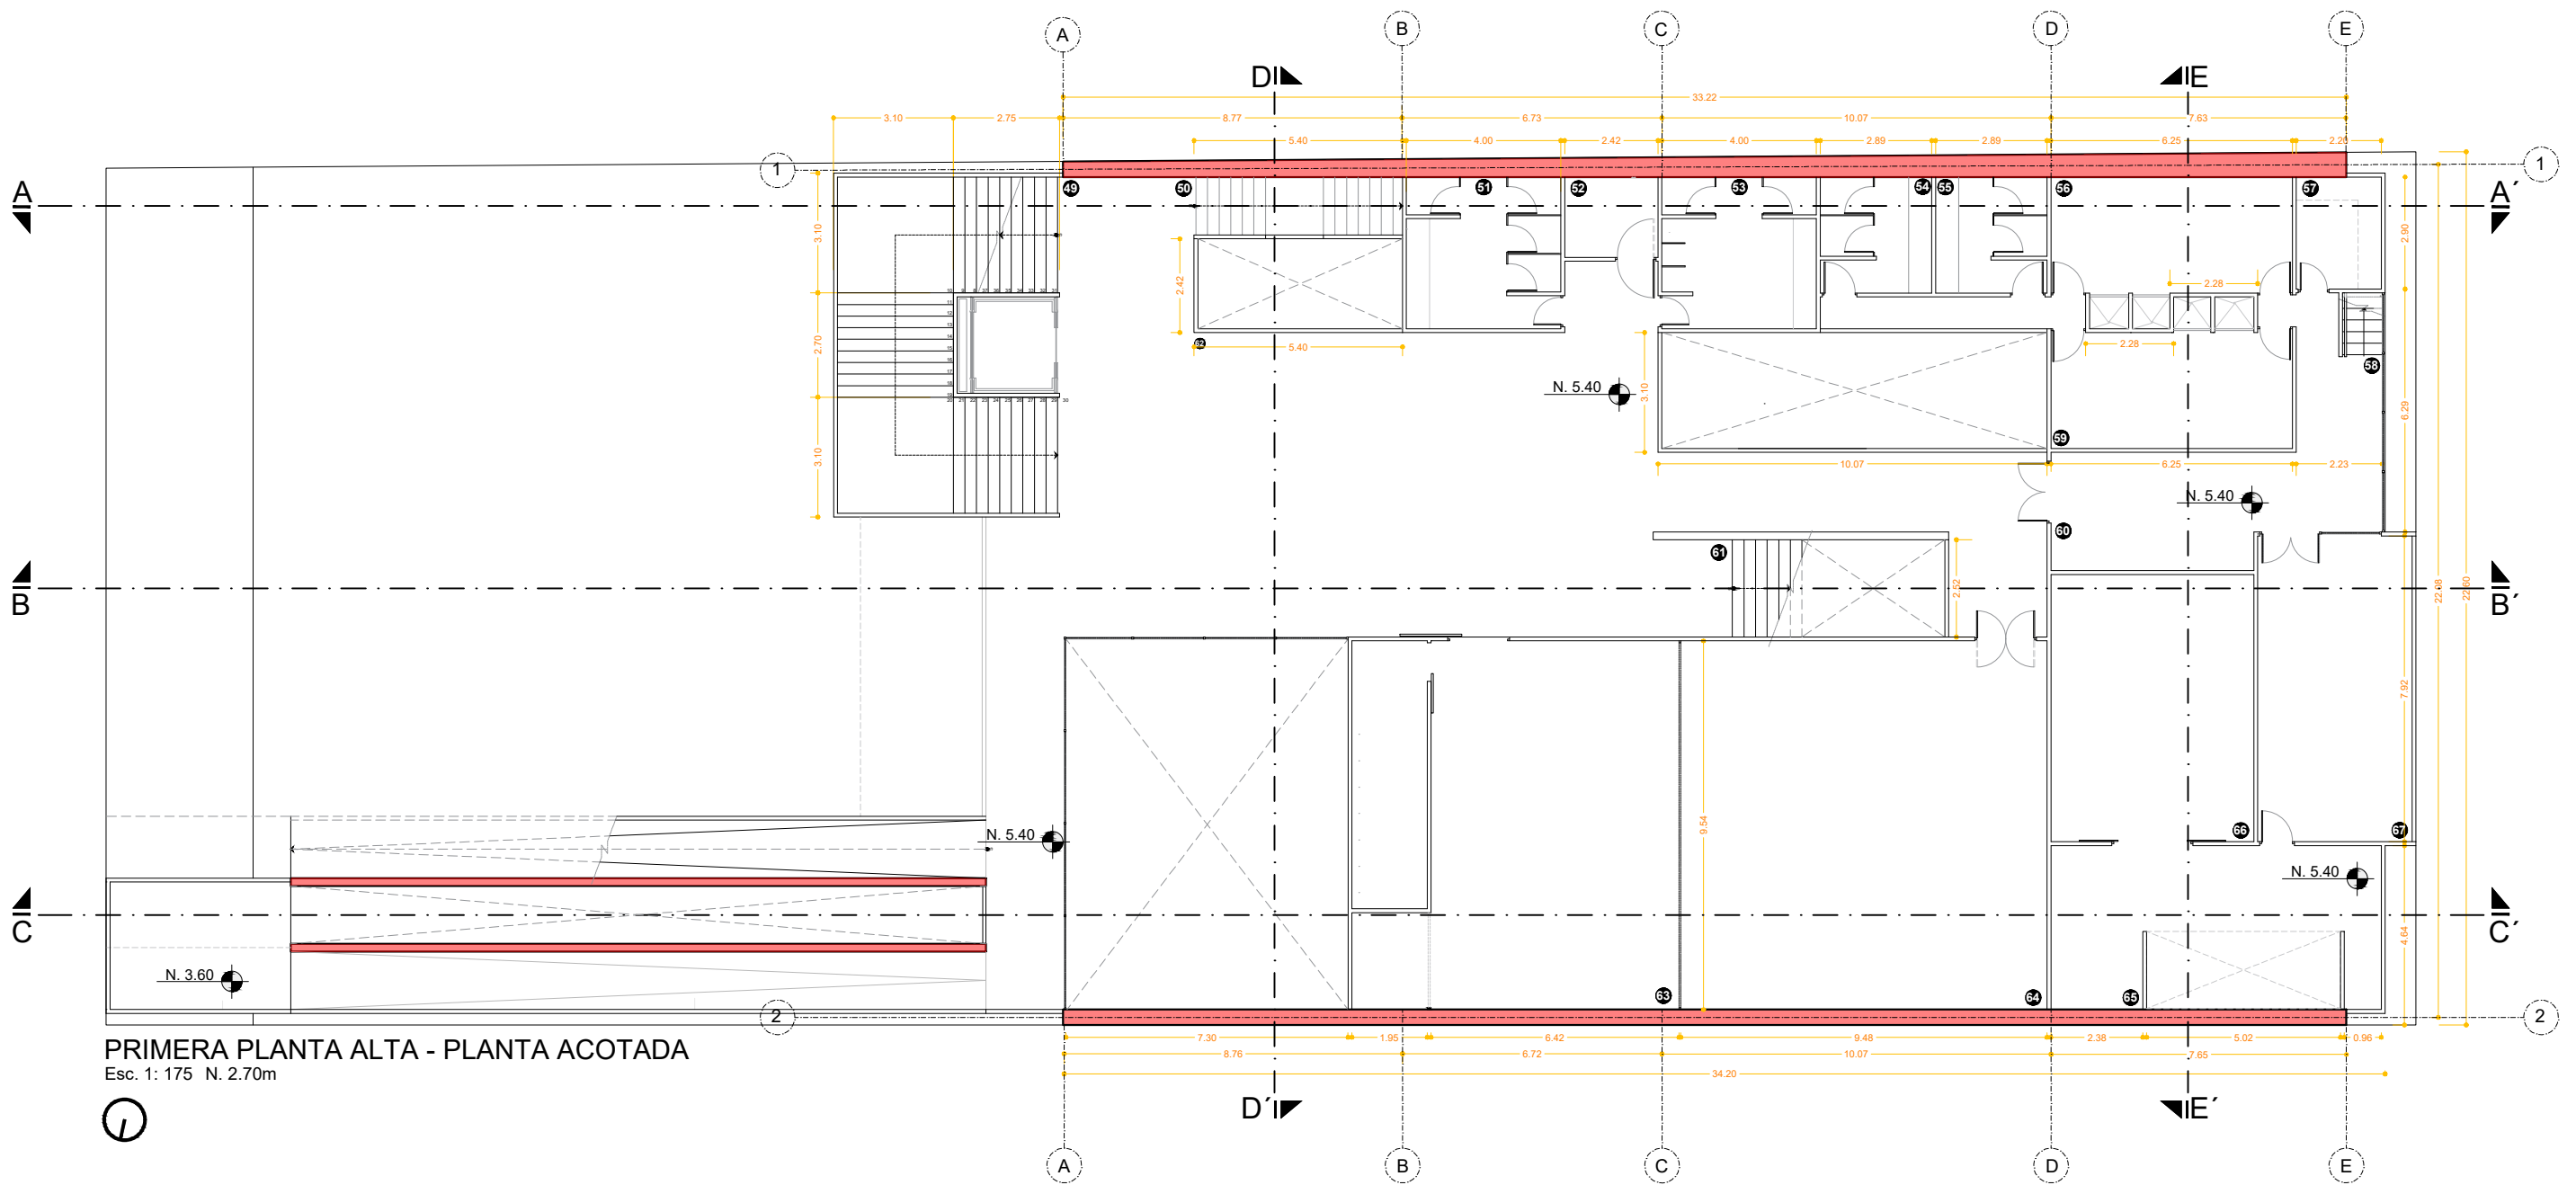 A B C D E
D E
33.22
3.10 2.75 8.77 6.73 10.07 7.63
5.40 4.00 2.42 4.00 2.89 2.89 6.25 2.20
1 1
A A´
49 50 51 52 53 54 55 56 57
3.10 2.90
2.42 2.28
2.70 2.28
62 58
5.40
N. 5.40
3.10 6.29
3.10
59
10.07 6.25 2.23
N. 5.40
60
61
2.52
22.08 22.60
B B´
7.92
9.54
N. 5.40
66 67
N. 5.40
C C´
4.64
N. 3.60
63 64 65
2 2
PRIMERA PLANTA ALTA - PLANTA ACOTADA
Esc. 1: 175 N. 2.70m
7.30 1.95 6.42 9.48 2.38 5.02 0.96
8.76 6.72 10.07 7.65
34.20
D´ E´
A B C D E